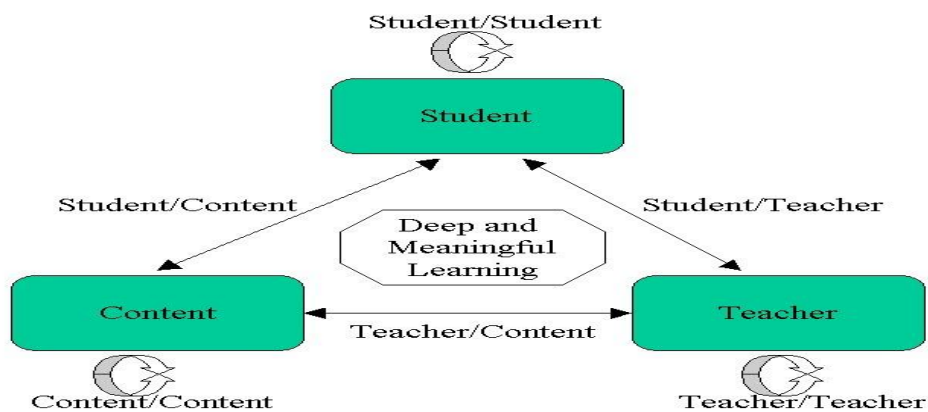 Student/Student
Student
Student/Content
Student/Teacher
Deep and
Meaningful
Learning
Content
Teacher/Content
Teacher
Content/Content
Teacher/Teacher